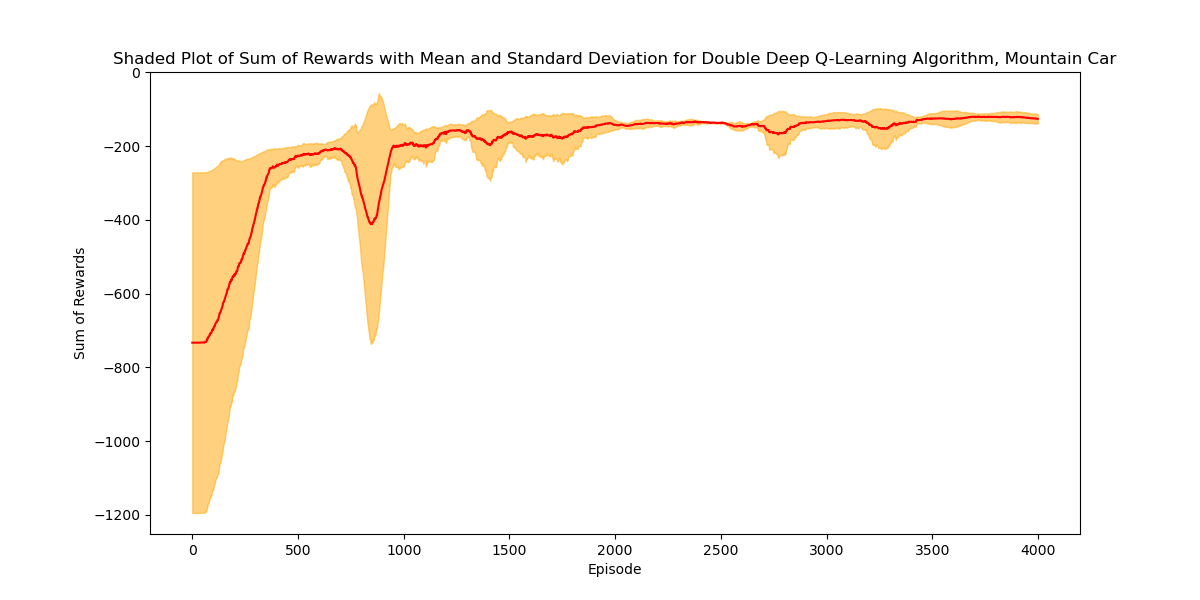 Shaded Plot of Sum of Rewards with Mean and Standard Deviation for Double Deep Q-Learning Algorithm, Mountain Car
0
−200
−400
−600
−800
−1000
−1200
Sum of Rewards
0 500 1000 1500 2000 2500 3000 3500 4000
Episode